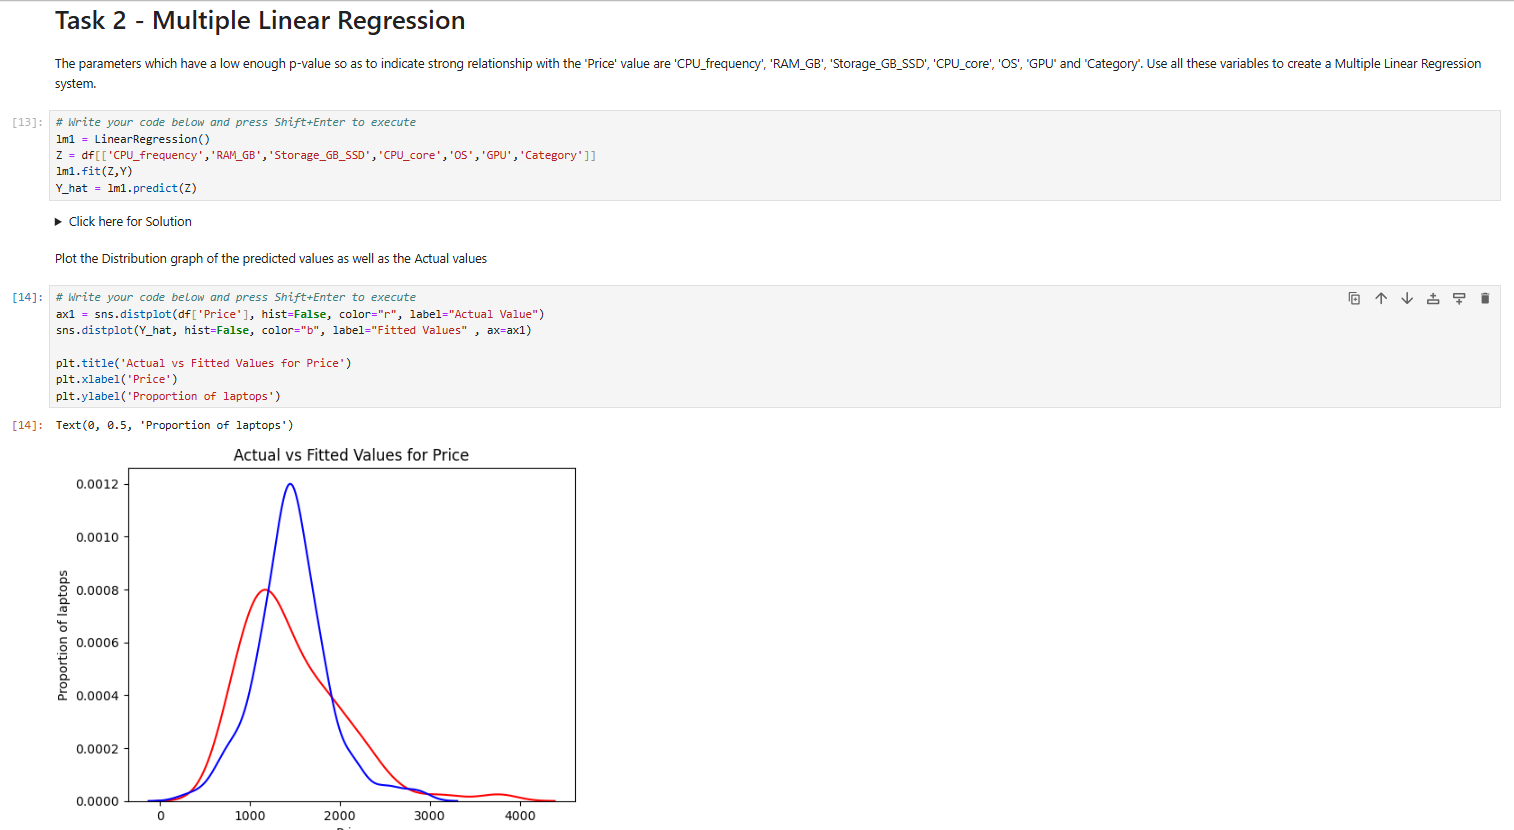 Task 2 - Multiple Linear Regression
The parameters which have a low enough p-value so as to indicate strong relationship with the 'Price' value are 'CPU_frequency', 'RAM_GB', 'Storage_GB_SSD', 'CPU_core', 'OS', 'GPU' and 'Category'. Use all these variables to create a Multiple Linear Regression
system.
[13]: # Write your code below and press Shift+Enter to execute
lm1 = LinearRegression()
Z = df[['CPU_frequency','RAM_GB','Storage_GB_SSD','CPU_core','OS','GPU','Category']]
lm1.fit(Z,Y)
Y_hat = lm1.predict(Z)
Click here for Solution
Plot the Distribution graph of the predicted values as well as the Actual values
[14]: # Write your code below and press Shift+Enter to execute
ax1 = sns.distplot(df['Price'], hist=False, color="r", label="Actual Value")
sns.distplot(Y_hat, hist=False, color="b", label="Fitted Values" , ax=ax1)
plt.title('Actual vs Fitted Values for Price')
plt.xlabel('Price')
plt.ylabel('Proportion of laptops')
[14]: Text(0, 0.5, 'Proportion of laptops')
Actual vs Fitted Values for Price
0.0012
0.0010
0.0008
0.0006
0.0004
0.0002
0.0000
Proportion of laptops
0 1000 2000 3000 4000